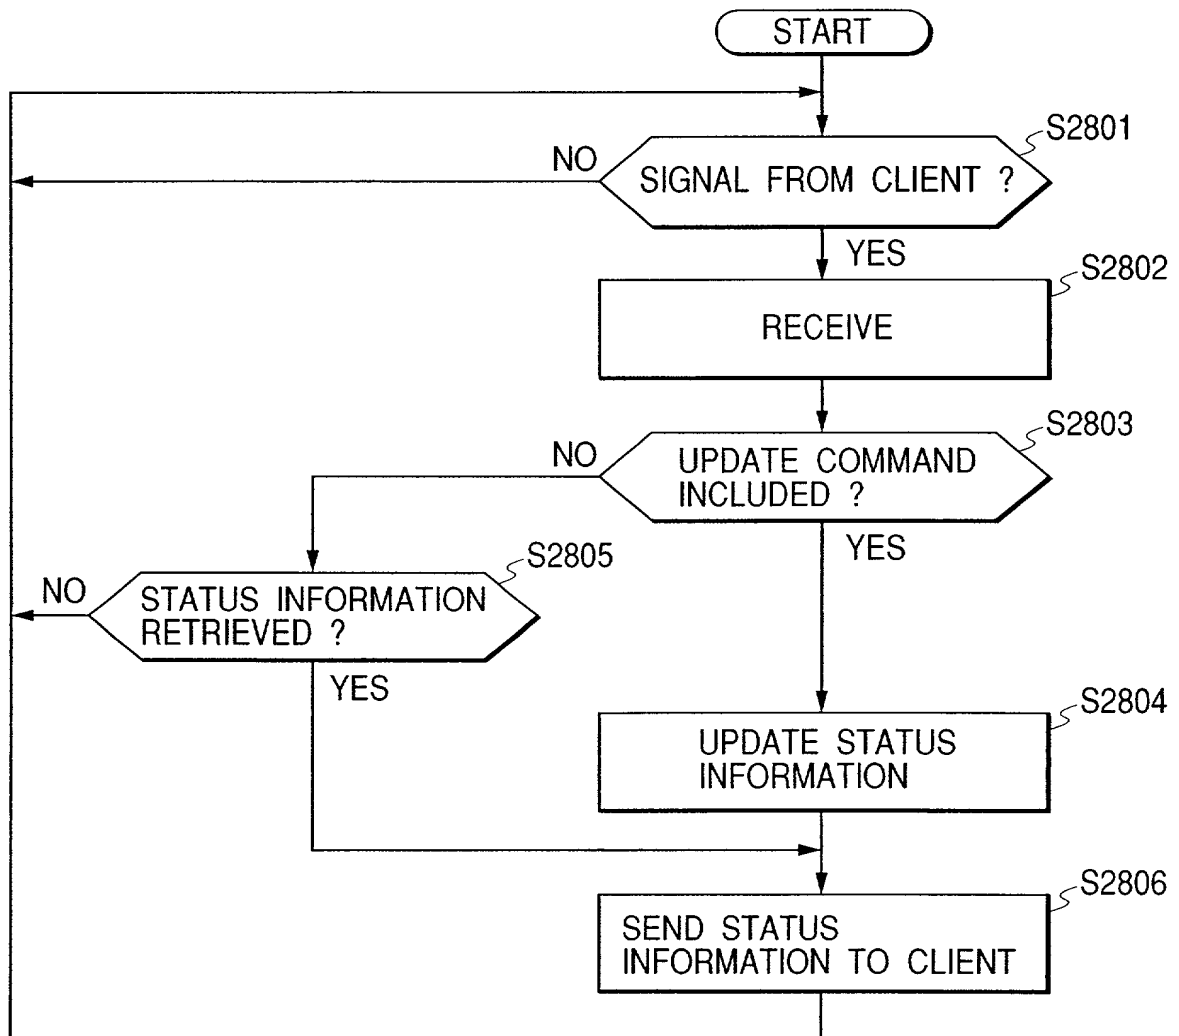 START
S2801
NO
SIGNAL FROM CLIENT ?
YES
S2802
RECEIVE
S2803
NO
UPDATE COMMAND
INCLUDED ?
YES
S2805
NO
STATUS INFORMATION
RETRIEVED ?
YES
S2804
UPDATE STATUS
INFORMATION
S2806
SEND STATUS
INFORMATION TO CLIENT